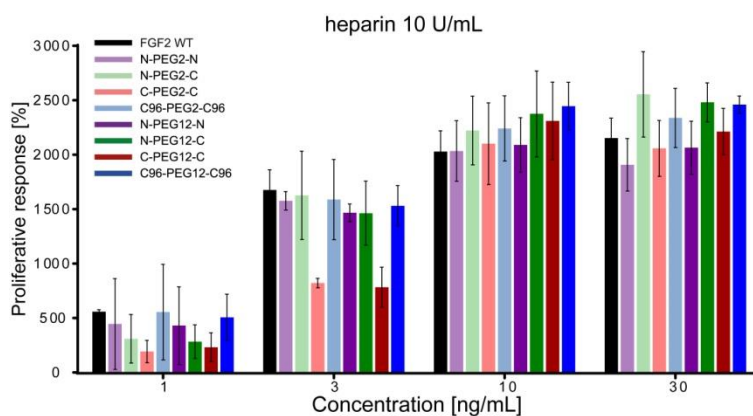 heparin 10 U/mL
Proliferative response [%]
3000
2500
2000
1500
1000
500
0
FGF2 WT
N-PEG2-N
N-PEG2-C
C-PEG2-C
C96-PEG2-C96
N-PEG12-N
N-PEG12-C
C-PEG12-C
C96-PEG12-C96
1
3
10
30
Concentration [ng/mL]